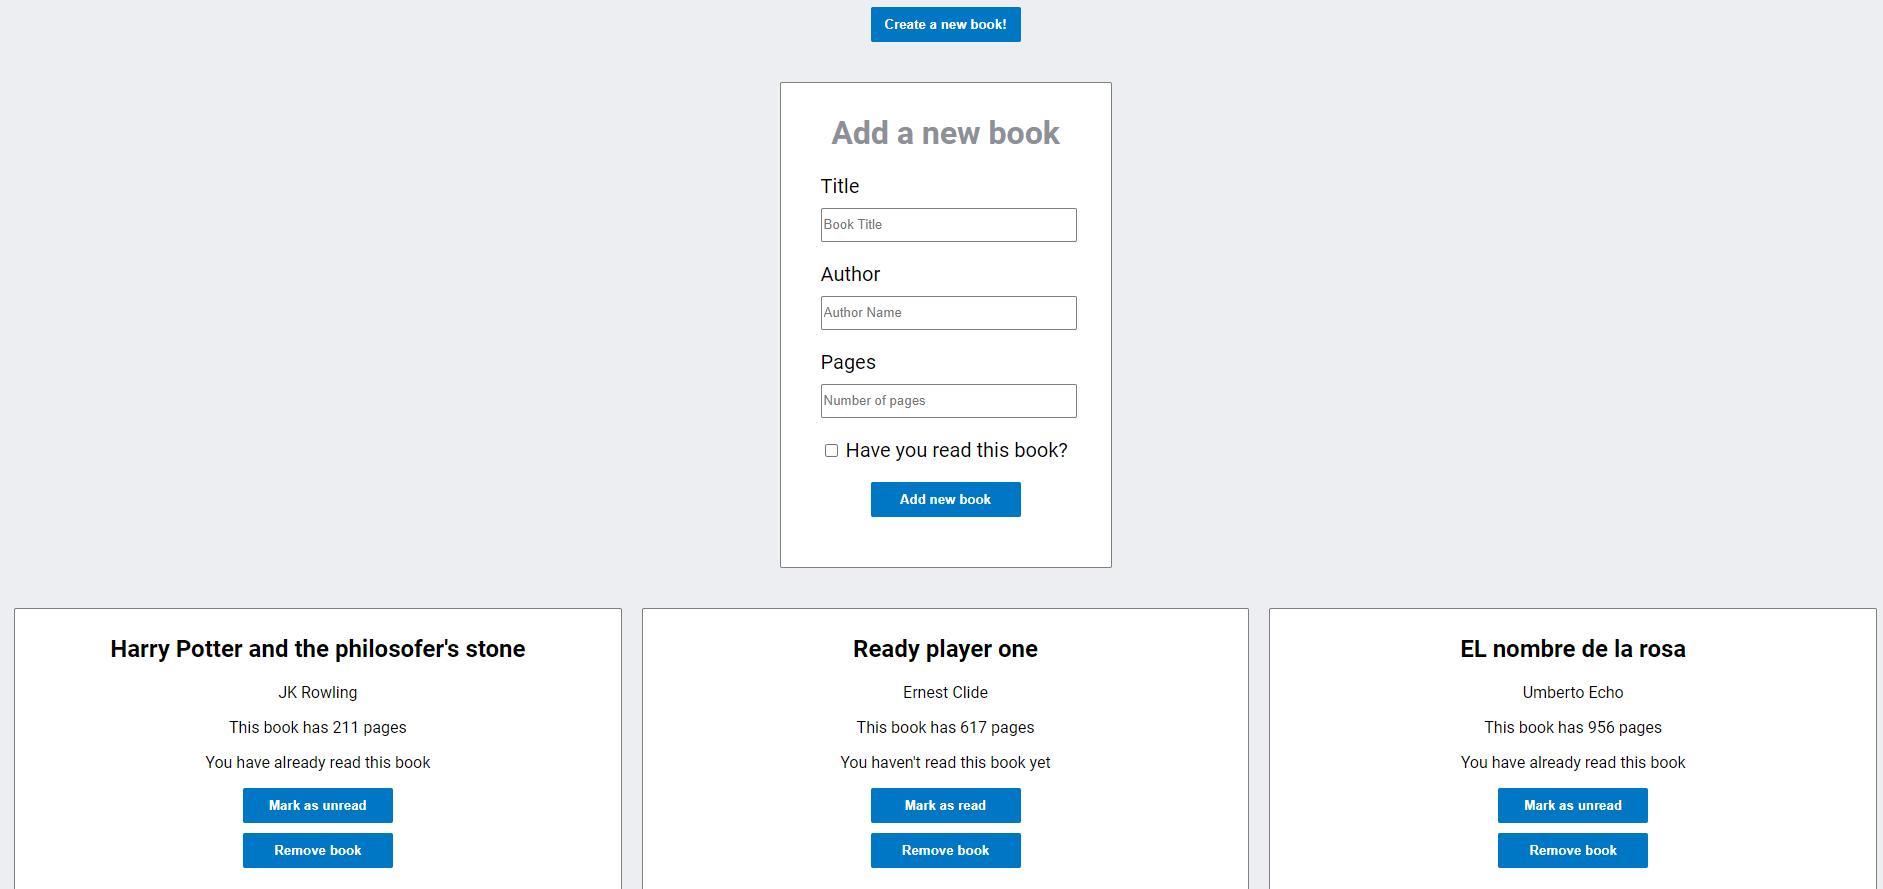 Create a new book!
Add a new book
Title
Book Title
Author
Author Name
Pages
Number of pages
Have you read this book?
Add new book
Harry Potter and the philosofer's stone
JK Rowling
This book has 211 pages
You have already read this book
Mark as unread
Remove book
Ready player one
Ernest Clide
This book has 617 pages
You haven't read this book yet
Mark as read
Remove book
EL nombre de la rosa
Umberto Echo
This book has 956 pages
You have already read this book
Mark as unread
Remove book